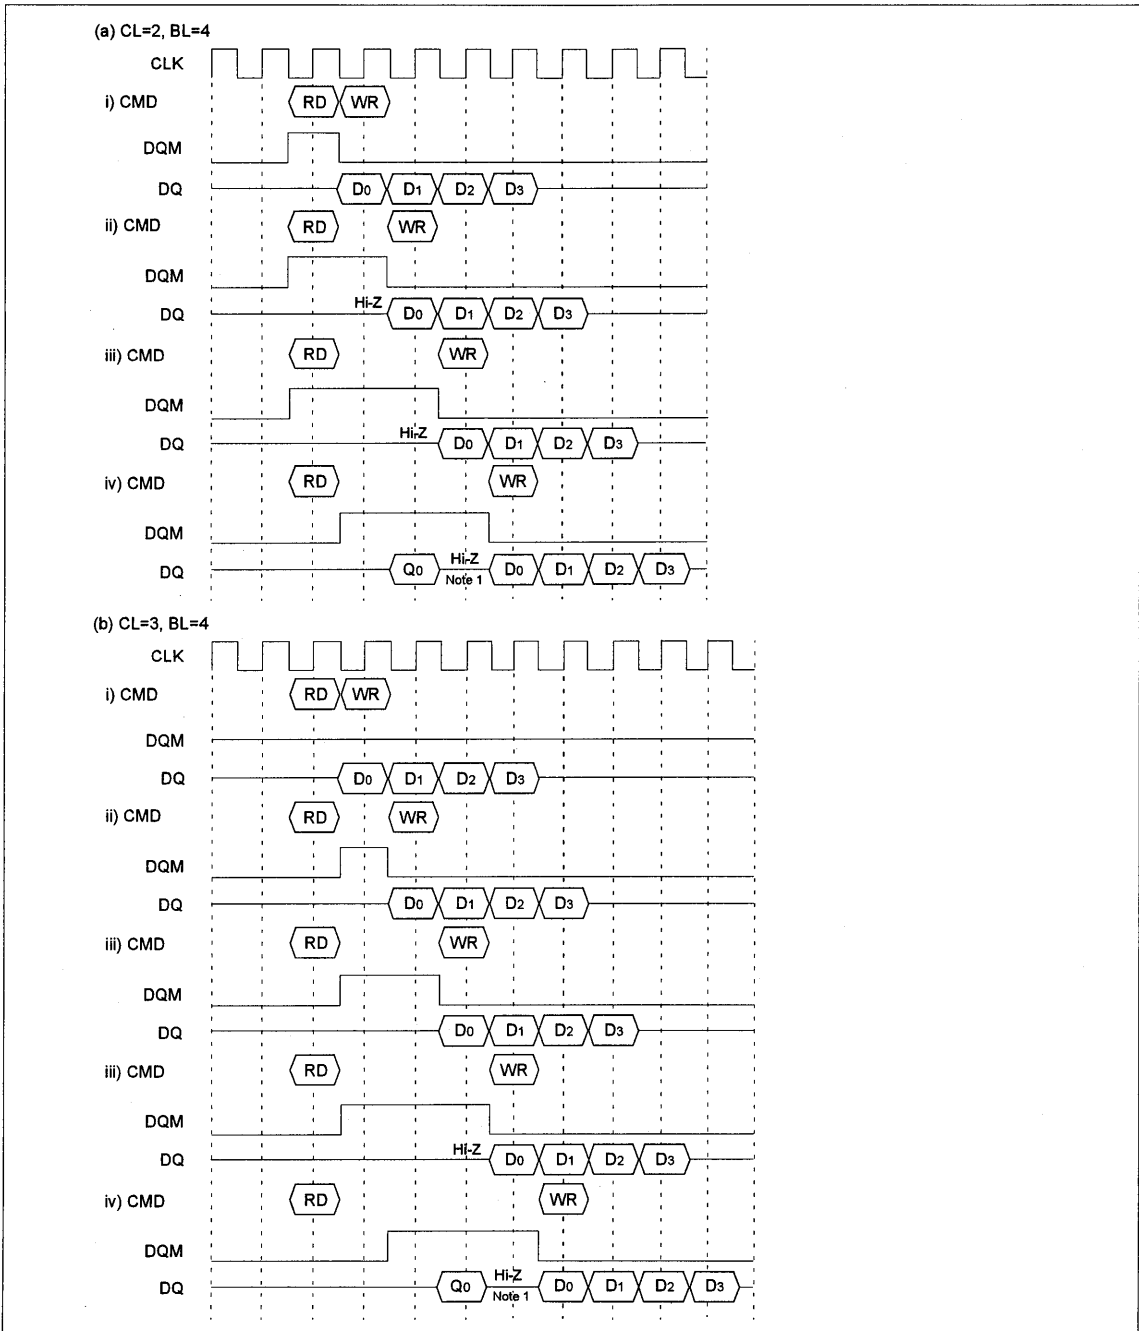 (a) CL=2, BL=4
CLK
i) CMD RD WR
DQM
DQ D0 D1 D2 D3
ii) CMD RD WR
DQM
Hi-Z
DQ D0 D1 D2 D3
iii) CMD RD WR
DQM
Hi-Z
DQ D0 D1 D2 D3
iv) CMD RD WR
DQM
Hi-Z
DQ Q0 D0 D1 D2 D3
Note 1
(b) CL=3, BL=4
CLK
i) CMD RD WR
DQM
DQ D0 D1 D2 D3
ii) CMD RD WR
DQM
DQ D0 D1 D2 D3
iii) CMD RD WR
DQM
DQ D0 D1 D2 D3
iii) CMD RD WR
DQM
Hi-Z
DQ D0 D1 D2 D3
iv) CMD RD WR
DQM
Hi-Z
DQ Q0 D0 D1 D2 D3
Note 1